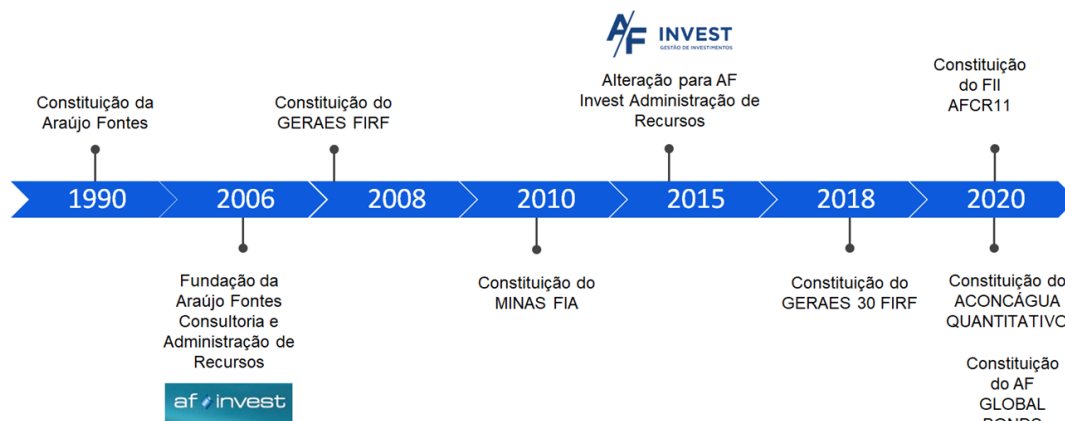 A/F INVEST
GESTÃO DE INVESTIMENTOS
Constituição da
Araújo Fontes
Constituição do
GERAES FIRF
Alteração para AF
Invest Administração de
Recursos
Constituição
do FII
AFCR11
1990
2006
2008
2010
2015
2018
2020
Fundação da
Araújo Fontes
Consultoria e
Administração de
Recursos
af invest
Constituição do
MINAS FIA
Constituição do
GERAES 30 FIRF
Constituição do
ACONCÁGUA
QUANTITATIVO
Constituição
do AF
GLOBAL
BONDS